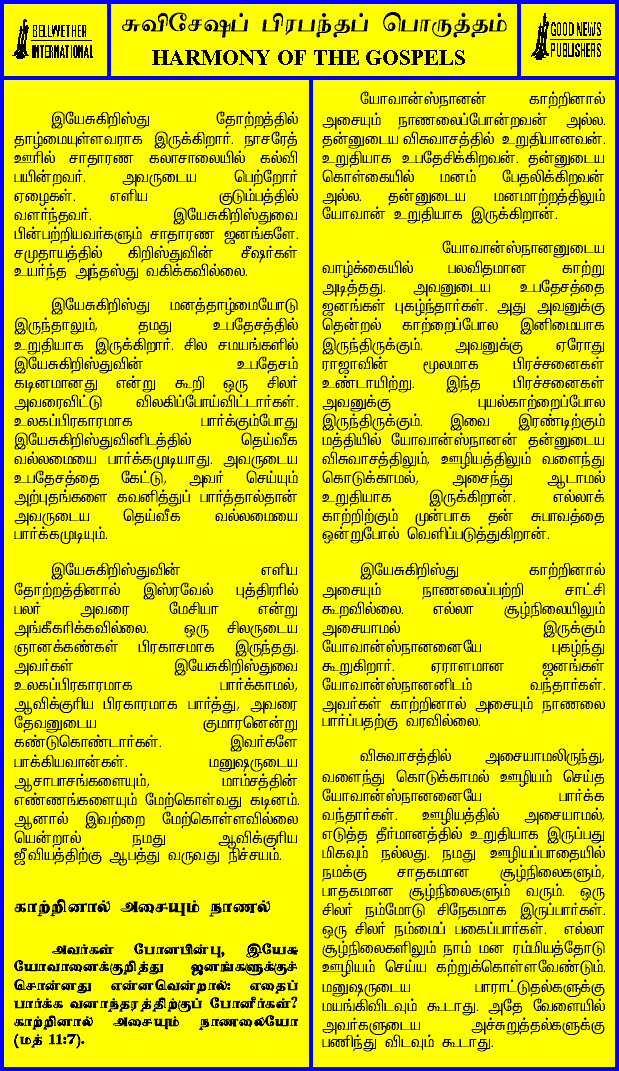 BELLWETHER
INTERNATIONAL
சுவிசேஷப் பிரபந்தப் பொருத்தம்
HARMONY OF THE GOSPELS
GOOD NEWS
PUBLISHERS
இயேசுகிறிஸ்து தோற்றத்தில்
தாழ்மையுள்ளவராக இருக்கிறார். நாசரேத்
ஊரில் சாதாரண கலாசாலையில் கல்வி
பயின்றவர். அவருடைய பெற்றோர்
ஏழைகள். எளிய குடும்பத்தில்
வளர்ந்தவர். இயேசுகிறிஸ்துவை
பின்பற்றியவர்களும் சாதாரண ஜனங்களே.
சமுதாயத்தில் கிறிஸ்துவின் சீஷர்கள்
உயர்ந்த அந்தஸ்து வகிக்கவில்லை.
இயேசுகிறிஸ்து மனத்தாழ்மையோடு
இருந்தாலும், தமது உபதேசத்தில்
உறுதியாக இருக்கிறார். சில சமயங்களில்
இயேசுகிறிஸ்துவின் உபதேசம்
கடினமானது என்று கூறி ஒரு சிலர்
அவரைவிட்டு விலகிப்போய்விட்டார்கள்.
உலகப்பிரகாரமாக பார்க்கும்போது
இயேசுகிறிஸ்துவினிடத்தில் தெய்வீக
வல்லமையை பார்க்கமுடியாது. அவருடைய
உபதேசத்தை கேட்டு, அவர் செய்யும்
அற்புதங்களை கவனித்துப் பார்த்தால்தான்
அவருடைய தெய்வீக வல்லமையை
பார்க்கமுடியும்.
இயேசுகிறிஸ்துவின் எளிய
தோற்றத்தினால் இஸ்ரவேல் புத்திரரில்
பலர் அவரை மேசியா என்று
அங்கீகரிக்கவில்லை. ஒரு சிலருடைய
ஞானக்கண்கள் பிரகாசமாக இருந்தது.
அவர்கள் இயேசுகிறிஸ்துவை
உலகப்பிரகாரமாக பார்க்காமல்,
ஆவிக்குரிய பிரகாரமாக பார்த்து, அவரை
தேவனுடைய குமாரனென்று
கண்டுகொண்டார்கள். இவர்களே
பாக்கியவான்கள். மனுஷருடைய
ஆசாபாசங்களையும், மாம்சத்தின்
எண்ணங்களையும் மேற்கொள்வது கடினம்.
ஆனால் இவற்றை மேற்கொள்ளவில்லை
யென்றால் நமது ஆவிக்குரிய
ஜீவியத்திற்கு ஆபத்து வருவது நிச்சயம்.
காற்றினால் அசையும் நாணல்
அவர்கள் போனபின்பு, இயேசு
யோவானைக்குறித்து ஜனங்களுக்குச்
சொன்னது என்னவென்றால்: எதைப்
பார்க்க வனாந்தரத்திற்குப் போனீர்கள்?
காற்றினால் அசையும் நாணலையோ
(மத் 11:7).
யோவான்ஸ்நானன் காற்றினால்
அசையும் நாணலைப்போன்றவன் அல்ல.
தன்னுடைய விசுவாசத்தில் உறுதியானவன்.
உறுதியாக உபதேசிக்கிறவன். தன்னுடைய
கொள்கையில் மனம் பேதலிக்கிறவன்
அல்ல. தன்னுடைய மனமாற்றத்திலும்
யோவான் உறுதியாக இருக்கிறான்.
யோவான்ஸ்நானனுடைய
வாழ்க்கையில் பலவிதமான காற்று
அடித்தது. அவனுடைய உபதேசத்தை
ஜனங்கள் புகழ்ந்தார்கள். அது அவனுக்கு
தென்றல் காற்றைப்போல இனிமையாக
இருந்திருக்கும். அவனுக்கு ஏரோது
ராஜாவின் மூலமாக பிரச்சனைகள்
உண்டாயிற்று. இந்த பிரச்சனைகள்
அவனுக்கு புயல்காற்றைப்போல
இருந்திருக்கும். இவை இரண்டிற்கும்
மத்தியில் யோவான்ஸ்நானன் தன்னுடைய
விசுவாசத்திலும், ஊழியத்திலும் வளைந்து
கொடுக்காமல், அசைந்து ஆடாமல்
உறுதியாக இருக்கிறான். எல்லாக்
காற்றிற்கும் முன்பாக தன் சுபாவத்தை
ஒன்றுபோல் வெளிப்படுத்துகிறான்.
இயேசுகிறிஸ்து காற்றினால்
அசையும் நாணலைப்பற்றி சாட்சி
கூறவில்லை. எல்லா சூழ்நிலையிலும்
அசையாமல் இருக்கும்
யோவான்ஸ்நானனையே புகழ்ந்து
கூறுகிறார். ஏராளமான ஜனங்கள்
யோவான்ஸ்நானனிடம் வந்தார்கள்.
அவர்கள் காற்றினால் அசையும் நாணலை
பார்ப்பதற்கு வரவில்லை.
விசுவாசத்தில் அசையாமலிருந்து,
வளைந்து கொடுக்காமல் ஊழியம் செய்த
யோவான்ஸ்நானனையே பார்க்க
வந்தார்கள். ஊழியத்தில் அசையாமல்,
எடுத்த தீர்மானத்தில் உறுதியாக இருப்பது
மிகவும் நல்லது. நமது ஊழியப்பாதையில்
நமக்கு சாதகமான சூழ்நிலைகளும்,
பாதகமான சூழ்நிலைகளும் வரும். ஒரு
சிலர் நம்மோடு சிநேகமாக இருப்பார்கள்.
ஒரு சிலர் நம்மைப் பகைப்பார்கள். எல்லா
சூழ்நிலைகளிலும் நாம் மன ரம்மியத்தோடு
ஊழியம் செய்ய கற்றுக்கொள்ளவேண்டும்.
மனுஷருடைய பாராட்டுதல்களுக்கு
மயங்கிவிடவும் கூடாது. அதே வேளையில்
அவர்களுடைய அச்சுறுத்தல்களுக்கு
பணிந்து விடவும் கூடாது.